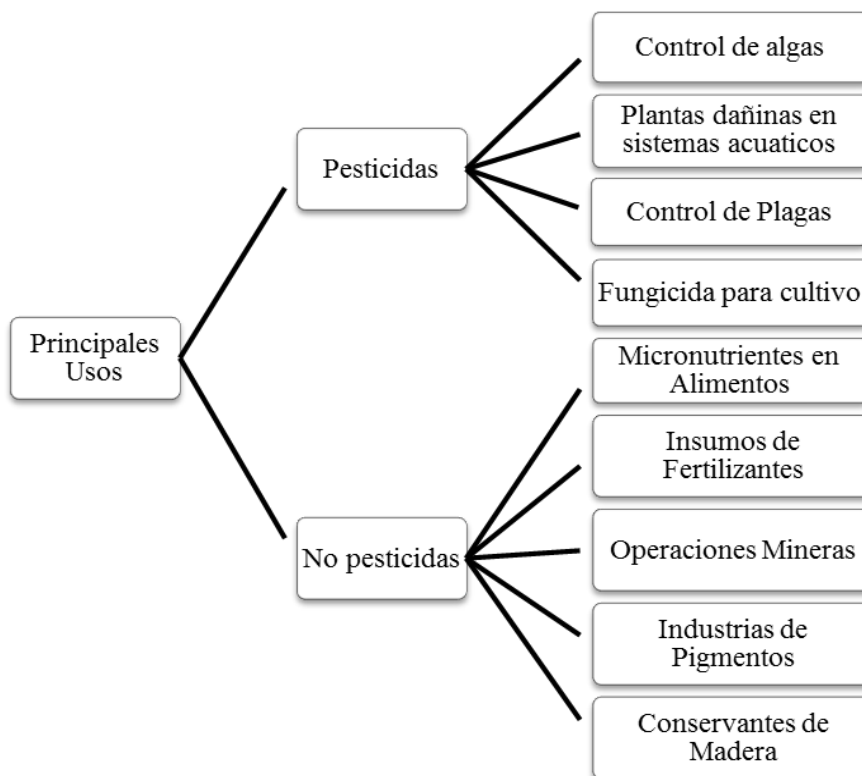 Principales
Usos
Pesticidas
Control de algas
Plantas dañinas en
sistemas acuaticos
Control de Plagas
Fungicida para cultivo
No pesticidas
Micronutrientes en
Alimentos
Insumos de
Fertilizantes
Operaciones Mineras
Industrias de
Pigmentos
Conservantes de
Madera